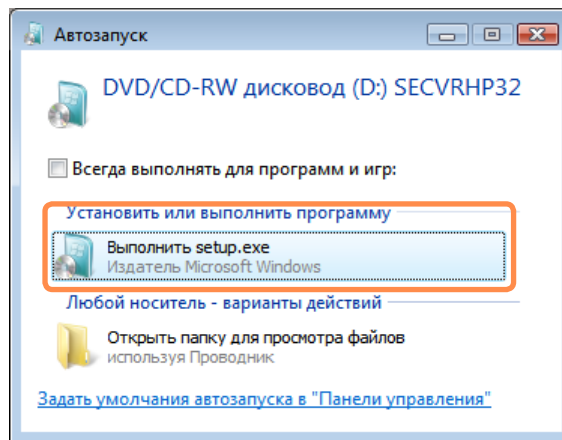 Автозапуск
DVD/CD-RW дисковод (D:) SECVRHP32
Всегда выполнять для программ и игр:
Установить или выполнить программу
Выполнить setup.exe
Издатель Microsoft Windows
Любой носитель - варианты действий
Открыть папку для просмотра файлов
используя Проводник
Задать умолчания автозапуска в "Панели управления"